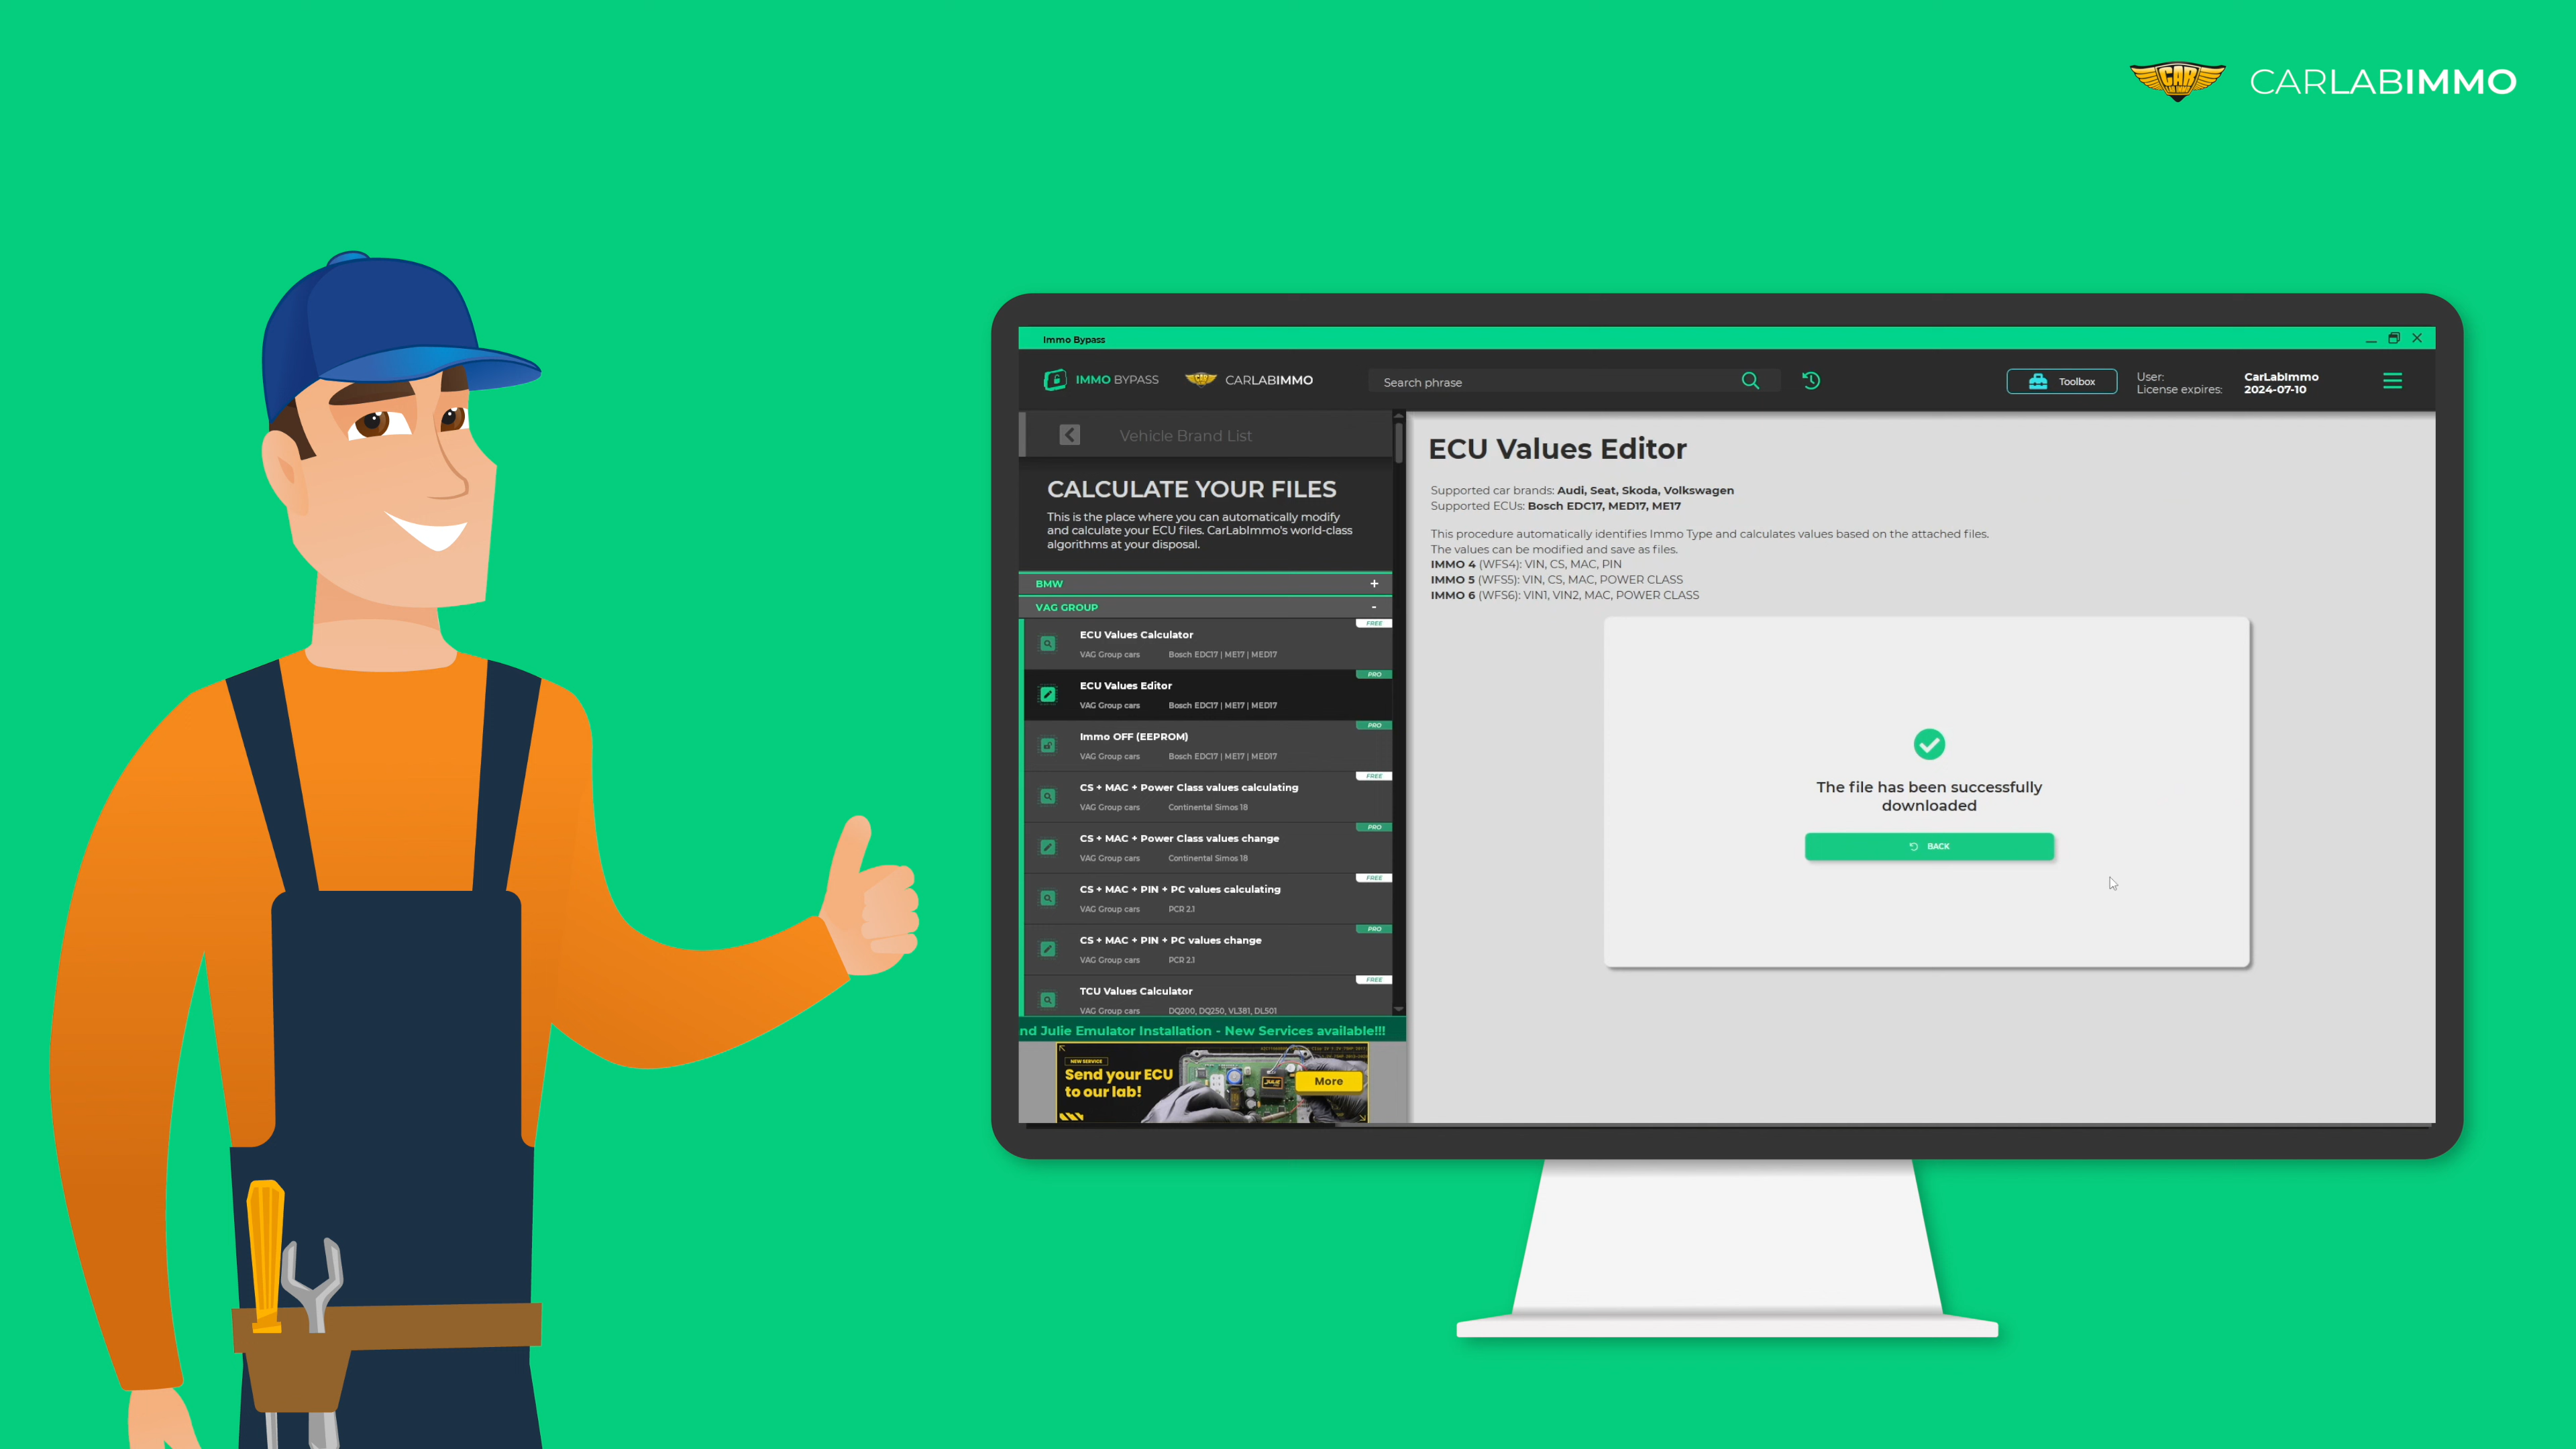 CARLABIMMO
Immo Bypass
IMMO BYPASS
CARLABIMMO
Search phrase
Toolbox
User: CarLabImmo
License expires: 2024-07-10
Vehicle Brand List
CALCULATE YOUR FILES
This is the place where you can automatically modify
and calculate your ECU files. CarLabImmo's world-class
algorithms at your disposal.
BMW +
VAG GROUP -
FREE
ECU Values Calculator
VAG Group cars Bosch EDC17 | ME17 | MED17
PRO
ECU Values Editor
VAG Group cars Bosch EDC17 | ME17 | MED17
PRO
Immo OFF (EEPROM)
VAG Group cars Bosch EDC17 | ME17 | MED17
FREE
CS + MAC + Power Class values calculating
VAG Group cars Continental Simos 18
PRO
CS + MAC + Power Class values change
VAG Group cars Continental Simos 18
FREE
CS + MAC + PIN + PC values calculating
VAG Group cars PCR 2.1
PRO
CS + MAC + PIN + PC values change
VAG Group cars PCR 2.1
FREE
TCU Values Calculator
VAG Group cars DQ200, DQ250, VL381, DL501
nd Julie Emulator Installation - New Services available!!!
NEW SERVICE
Send your ECU
to our lab!
More
ECU Values Editor
Supported car brands: Audi, Seat, Skoda, Volkswagen
Supported ECUs: Bosch EDC17, MED17, ME17
This procedure automatically identifies Immo Type and calculates values based on the attached files.
The values can be modified and save as files.
IMMO 4 (WFS4): VIN, CS, MAC, PIN
IMMO 5 (WFS5): VIN, CS, MAC, POWER CLASS
IMMO 6 (WFS6): VIN1, VIN2, MAC, POWER CLASS
The file has been successfully
downloaded
BACK